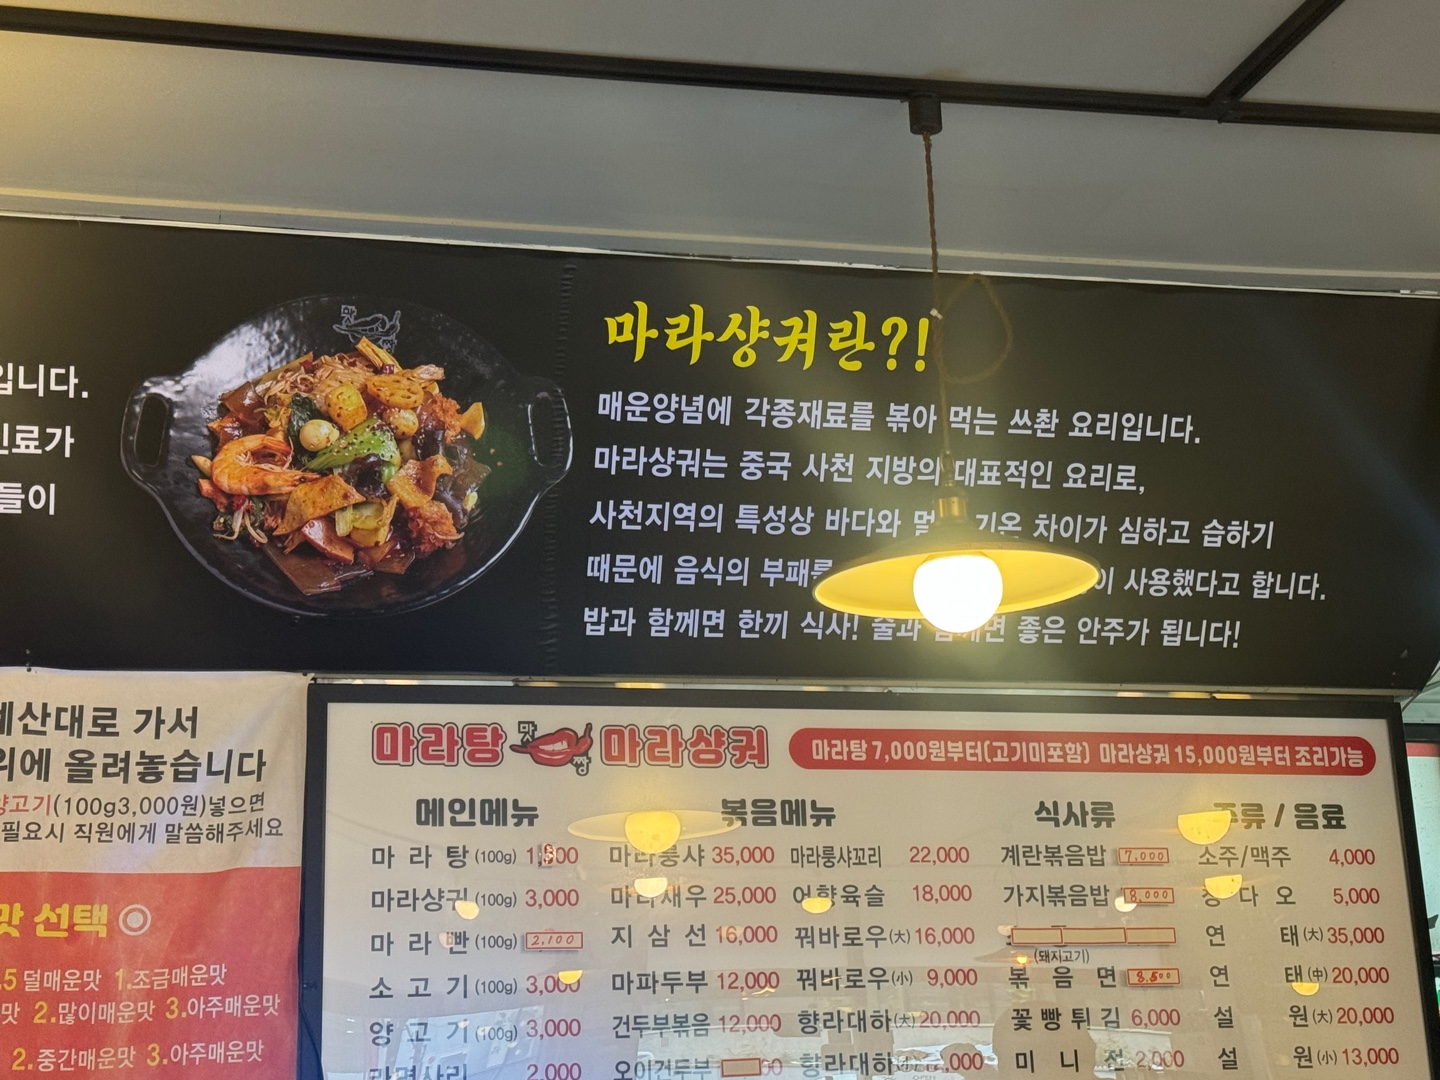 입니다.
들이
맛
마라샹궈란?!
매운양념에 각종재료를 볶아 먹는 쓰촨 요리입니다.
마라샹궈는 중국 사천 지방의 대표적인 요리로,
사천지역의 특성상 바다와 기온 차이가 심하고 습하기
때문에 음식의 부패를 사용했다고 합니다.
밥과 함께면 한끼 식사! 술과 함께면 좋은 안주가 됩니다!
가서
위에 올려놓습니다
양고기(100g3,000원)넣으면
필요시 직원에게 말씀해주세요
맛 선택
덜매운맛 1.조금매운맛
맛 2.많이매운맛 3.아주매운맛
2.중간매운맛 3.아주매운맛
마라탕 맛 짱 마라샹궈
마라탕 7,000원부터(고기미포함) 마라샹궈 15,000원부터 조리가능
메인메뉴 볶음메뉴 식사류 주류 / 음료
마라탕 (100g) 마라룽샤 35,000 마라룽샤꼬리 22,000 계란볶음밥 7,000 소주/맥주 4,000
마라샹궈 (100g) 3,000 마라새우 25,000 어향육슬 18,000 가지볶음밥 8,000 5,000
마라빤 (100g) 2,100 지삼선 16,000 꿔바로우(大) 16,000 연태(大) 35,000
(돼지고기)
소고기 (100g) 3,000 마파두부 12,000 꿔바로우(小) 9,000 볶음면 8,500 연태(中) 20,000
양고기 (100g) 3,000 건두부볶음 12,000 향라대하(大) 20,000 꽃빵튀김 6,000 설원(大) 20,000
라면사리 2,000 오이건두부 향라대하 미니전 2,000 설원(小) 13,000